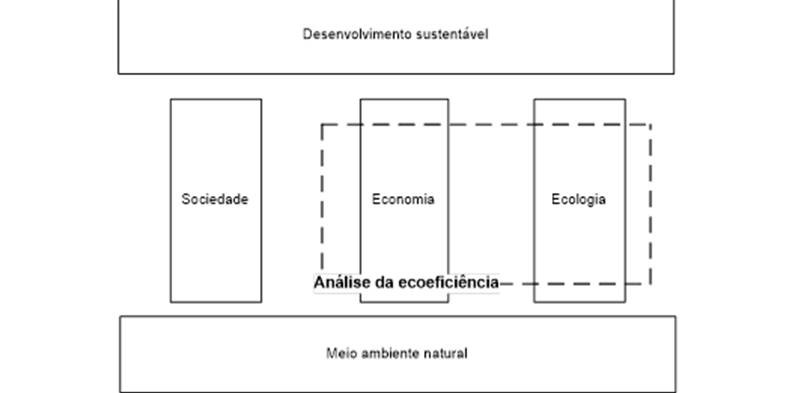 Desenvolvimento sustentável
Sociedade
Economia
Ecologia
Análise da ecoeficiência
Meio ambiente natural